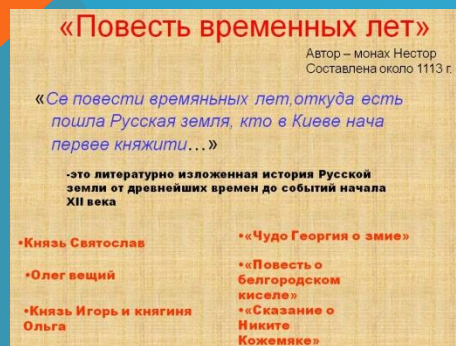 «Повесть временных лет»
Автор – монах Нестор
Составлена около 1113 г.
«Се повести времяньных лет,откуда есть
пошла Русская земля, кто в Киеве нача
первее княжити…»
-это литературно изложенная история Русской
земли от древнейших времен до событий начала
XII века
•Князь Святослав
•Олег вещий
•Князь Игорь и княгиня
Ольга
•«Чудо Георгия о змие»
•«Повесть о
белгородском
киселе»
•«Сказание о
Никите
Кожемяке»